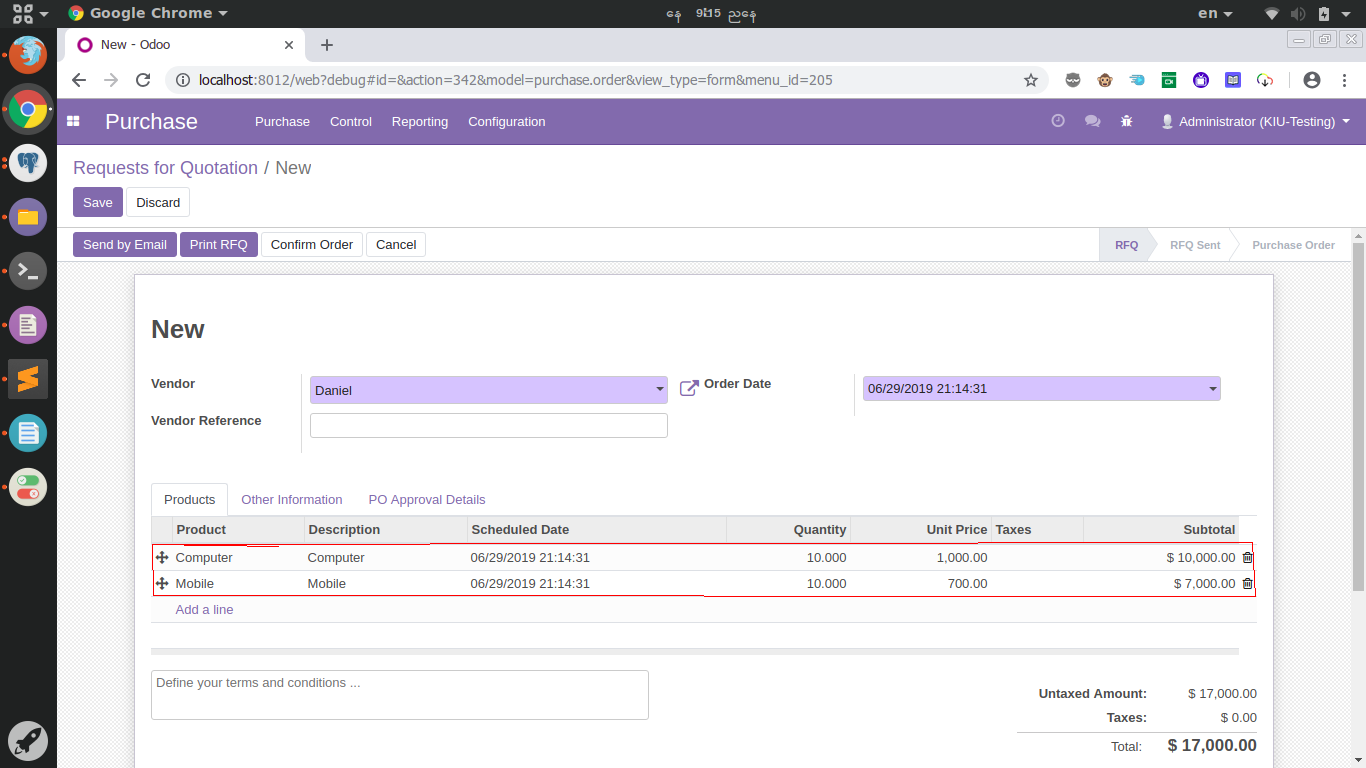 Google Chrome
နေ ၁၅:၉ ညနေ
en
New - Odoo
localhost:8012/web?debug#id=&action=342&model=purchase.order&view_type=form&menu_id=205
Purchase
Purchase Control Reporting Configuration
Administrator (KIU-Testing)
Requests for Quotation / New
Save Discard
Send by Email Print RFQ Confirm Order Cancel
RFQ RFQ Sent Purchase Order
New
Vendor Daniel Order Date 06/29/2019 21:14:31
Vendor Reference
Products Other Information PO Approval Details
Product Description Scheduled Date Quantity Unit Price Taxes Subtotal
Computer Computer 06/29/2019 21:14:31 10.000 1,000.00 $ 10,000.00
Mobile Mobile 06/29/2019 21:14:31 10.000 700.00 $ 7,000.00
Add a line
Define your terms and conditions ...
Untaxed Amount: $ 17,000.00
Taxes: $ 0.00
Total: $ 17,000.00